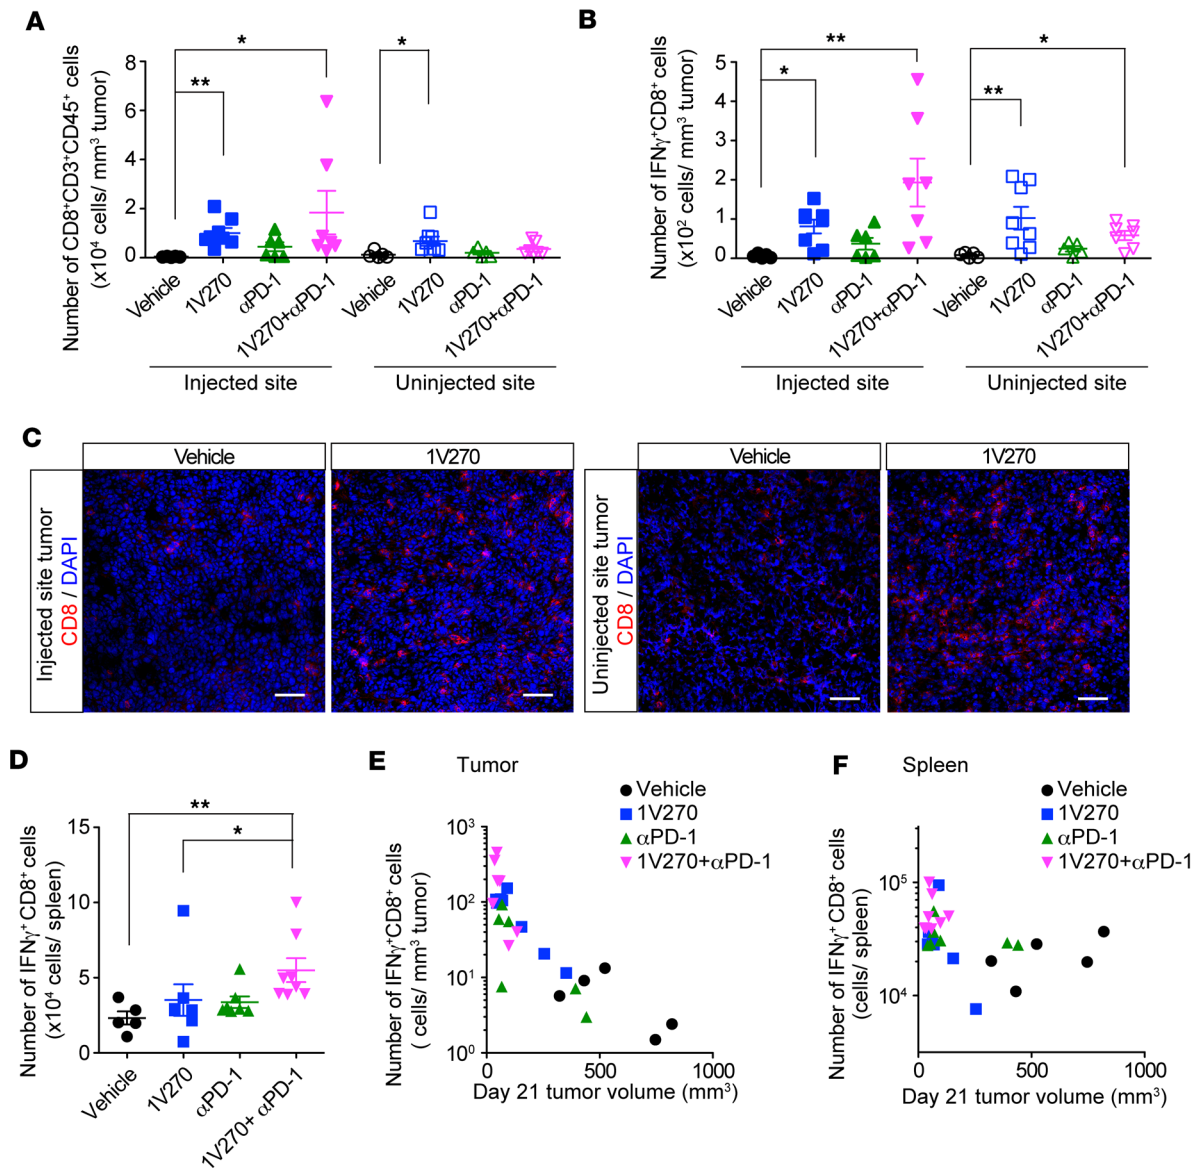 A
Number of CD8⁺CD3⁺CD45⁺ cells
(x10⁴ cells/ mm³ tumor)
8
6
4
2
0
*
**
*
Vehicle
1V270
αPD-1
1V270+αPD-1
Vehicle
1V270
αPD-1
1V270+αPD-1
Injected site
Uninjected site
B
Number of IFNγ⁺CD8⁺ cells
(x10² cells/ mm³ tumor)
5
4
3
2
1
0
**
*
*
**
Vehicle
1V270
αPD-1
1V270+αPD-1
Vehicle
1V270
αPD-1
1V270+αPD-1
Injected site
Uninjected site
C
Vehicle
1V270
Injected site tumor
CD8 / DAPI
Vehicle
1V270
Uninjected site tumor
CD8 / DAPI
D
Number of IFNγ⁺ CD8⁺ cells
(x10⁴ cells/ spleen)
15
10
5
0
**
*
Vehicle
1V270
αPD-1
1V270+ αPD-1
E
Tumor
Vehicle
1V270
αPD-1
1V270+αPD-1
Number of IFNγ⁺CD8⁺ cells
( cells/ mm³ tumor)
10³
10²
10¹
10⁰
0
500
1000
Day 21 tumor volume (mm³)
F
Spleen
Vehicle
1V270
αPD-1
1V270+αPD-1
Number of IFNγ⁺ CD8⁺ cells
(cells/ spleen)
10⁵
10⁴
0
500
1000
Day 21 tumor volume (mm³)